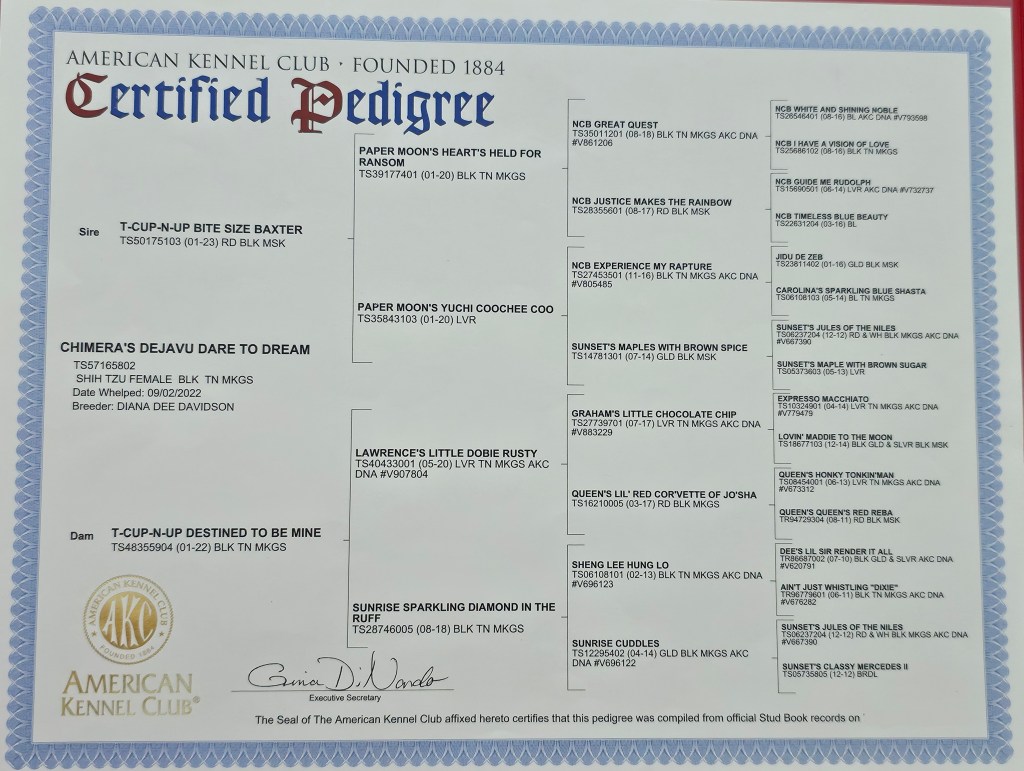 AMERICAN KENNEL CLUB · FOUNDED 1884
Certified Pedigree
Sire
T-CUP-N-UP BITE SIZE BAXTER
TS50175103 (01-23) RD BLK MSK
CHIMERA'S DEJAVU DARE TO DREAM
TS57165802
SHIH TZU FEMALE BLK TN MKGS
Date Whelped: 09/02/2022
Breeder: DIANA DEE DAVIDSON
Dam
T-CUP-N-UP DESTINED TO BE MINE
TS48355904 (01-22) BLK TN MKGS
PAPER MOON'S HEART'S HELD FOR
RANSOM
TS39177401 (01-20) BLK TN MKGS
PAPER MOON'S YUCHI COOCHEE COO
TS35843103 (01-20) LVR
LAWRENCE'S LITTLE DOBIE RUSTY
TS40433001 (05-20) LVR TN MKGS AKC
DNA #V907804
SUNRISE SPARKLING DIAMOND IN THE
RUFF
TS28746005 (08-18) BLK TN MKGS
NCB GREAT QUEST
TS35011201 (08-18) BLK TN MKGS AKC DNA
#V861206
NCB JUSTICE MAKES THE RAINBOW
TS28355601 (08-17) RD BLK MSK
NCB EXPERIENCE MY RAPTURE
TS27453501 (11-16) BLK TN MKGS AKC DNA
#V805485
SUNSET'S MAPLES WITH BROWN SPICE
TS14781301 (07-14) GLD BLK MSK
GRAHAM'S LITTLE CHOCOLATE CHIP
TS27739701 (07-17) LVR TN MKGS AKC DNA
#V883229
QUEEN'S LIL' RED COR'VETTE OF JO'SHA
TS16210005 (03-17) RD BLK MKGS
SHENG LEE HUNG LO
TS06108101 (02-13) BLK TN MKGS AKC DNA
#V696123
SUNRISE CUDDLES
TS12295402 (04-14) GLD BLK MKGS AKC
DNA #V696122
NCB WHITE AND SHINING NOBLE
TS26546401 (08-16) BL AKC DNA #V793598
NCB I HAVE A VISION OF LOVE
TS25686102 (08-16) BLK TN MKGS
NCB GUIDE ME RUDOLPH
TS15690501 (06-14) LVR AKC DNA #V732737
NCB TIMELESS BLUE BEAUTY
TS22631204 (03-16) BL
JIDU DE ZEB
TS23811402 (01-16) GLD BLK MSK
CAROLINA'S SPARKLING BLUE SHASTA
TS06108103 (05-14) BL TN MKGS
SUNSET'S JULES OF THE NILES
TS06237204 (12-12) RD & WH BLK MKGS AKC DNA
#V667390
SUNSET'S MAPLE WITH BROWN SUGAR
TS05373603 (05-13) LVR
EXPRESSO MACCHIATO
TS10324901 (04-14) LVR TN MKGS AKC DNA
#V779479
LOVIN' MADDIE TO THE MOON
TS18677103 (12-14) BLK GLD & SLVR BLK MSK
QUEEN'S HONKY TONKIN'MAN
TS08454001 (06-13) LVR TN MKGS AKC DNA
#V673312
QUEEN'S QUEEN'S RED REBA
TR94729304 (08-11) RD BLK MSK
DEE'S LIL SIR RENDER IT ALL
TR86687002 (07-10) BLK GLD & SLVR AKC DNA
#V620791
AIN'T JUST WHISTLING "DIXIE"
TR96779601 (06-11) BLK TN MKGS AKC DNA
#V676282
SUNSET'S JULES OF THE NILES
TS06237204 (12-12) RD & WH BLK MKGS AKC DNA
#V667390
SUNSET'S CLASSY MERCEDES II
TS05735805 (12-12) BRDL
AMERICAN KENNEL CLUB
AKC
FOUNDED 1884
AMERICAN
KENNEL CLUB®
Gina DiNardo
Executive Secretary
The Seal of The American Kennel Club affixed hereto certifies that this pedigree was compiled from official Stud Book records on